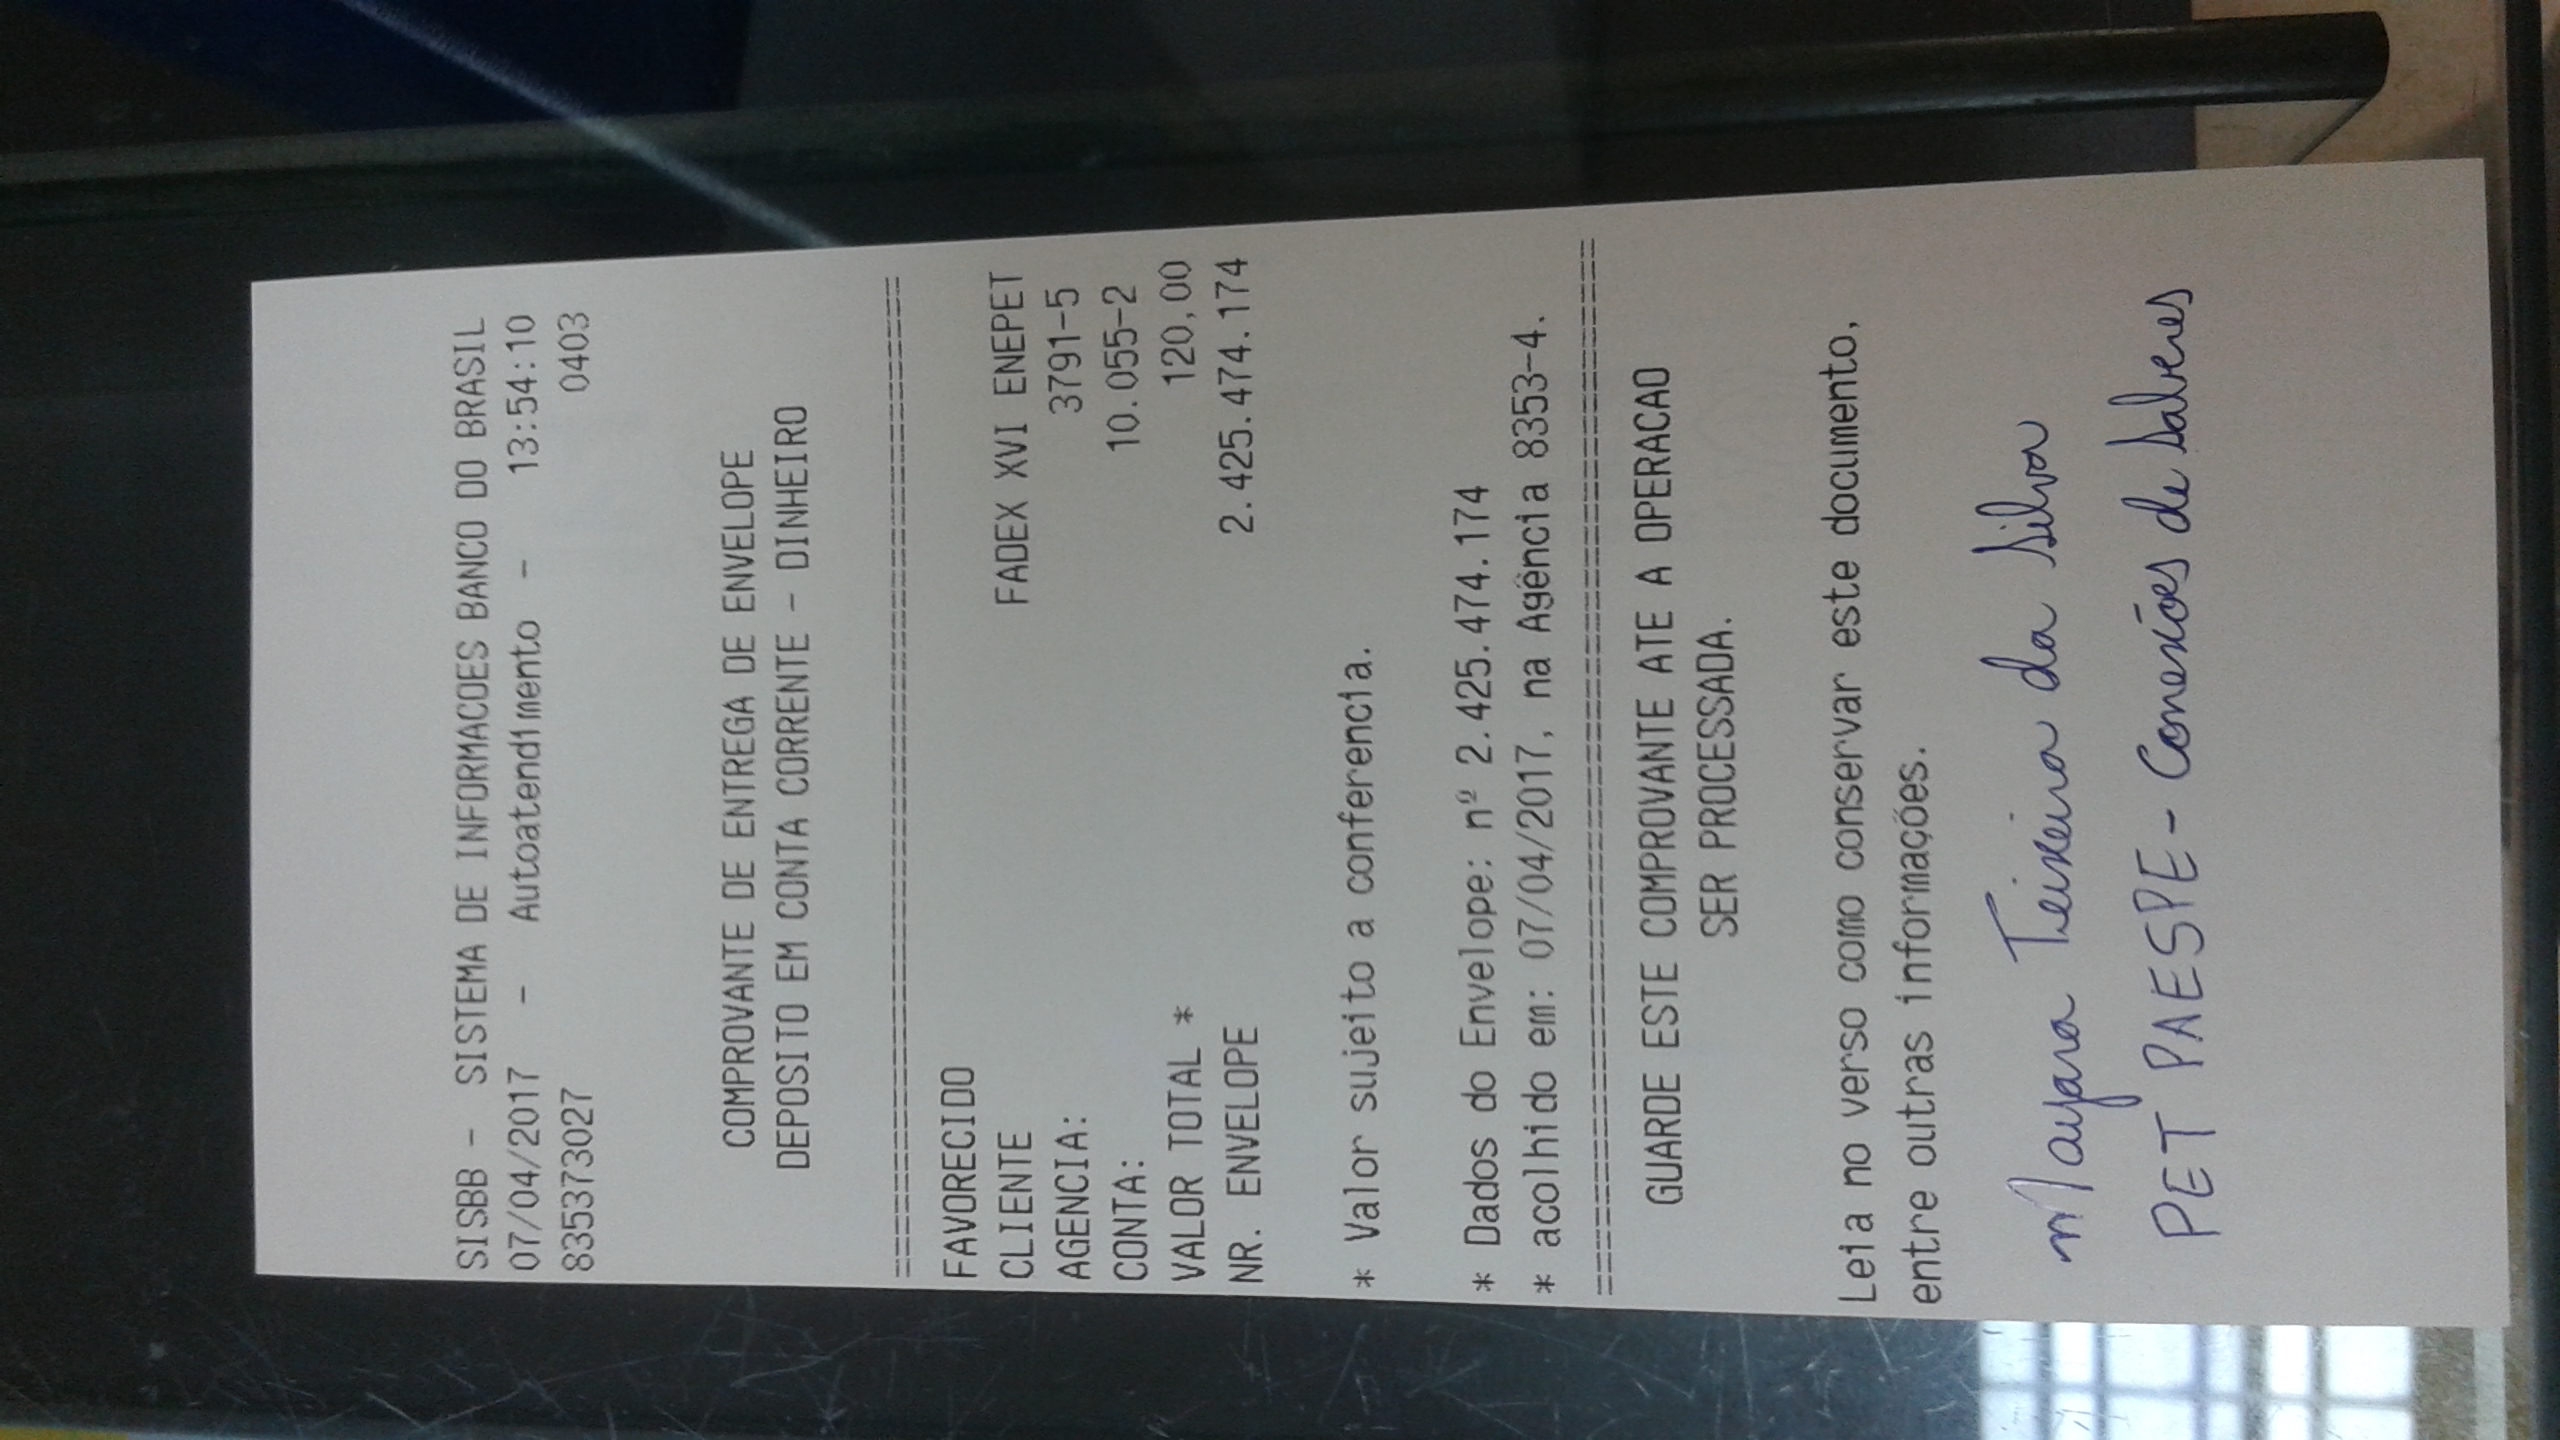 SISBB - SISTEMA DE INFORMACOES BANCO DO BRASIL
07/04/2017 - Autoatendimento - 13:54:10
835373027 0403
COMPROVANTE DE ENTREGA DE ENVELOPE
DEPOSITO EM CONTA CORRENTE - DINHEIRO
================================================
FAVORECIDO
CLIENTE FADEX XVI ENEPET
AGENCIA: 3791-5
CONTA: 10.055-2
VALOR TOTAL * 120,00
NR. ENVELOPE 2.425.474.174
* Valor sujeito a conferencia.
* Dados do Envelope: nº 2.425.474.174
* acolhido em: 07/04/2017, na Agência 8353-4.
================================================
GUARDE ESTE COMPROVANTE ATE A OPERACAO
SER PROCESSADA.
Leia no verso como conservar este documento,
entre outras informações.
Mayara Teixeira da Silva
PET PAESPE - Conexões de Saberes